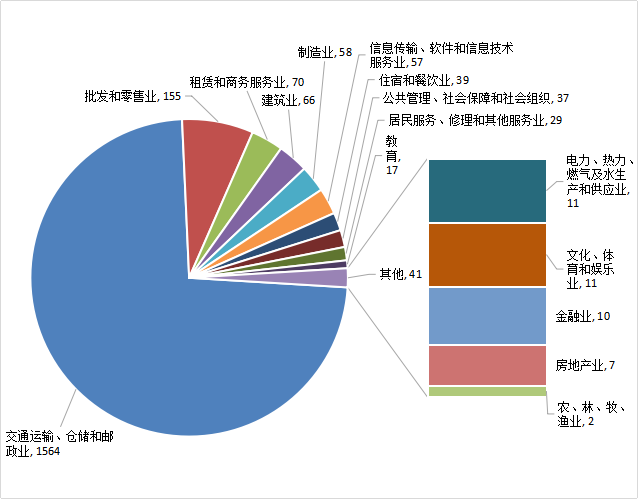 制造业, 58
信息传输、软件和信息技术
服务业, 57
租赁和商务服务业, 70
住宿和餐饮业, 39
批发和零售业, 155
建筑业, 66
公共管理、社会保障和社会组织, 37
居民服务、修理和其他服务业, 29
教
育,
17
电力、热力、
燃气及水生
产和供应业,
11
文化、体
育和娱乐
业, 11
其他, 41
金融业, 10
房地产业, 7
农、林、牧、
渔业, 2
交通运输、仓储和邮
政业, 1564